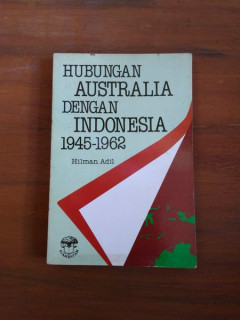 HUBUNGAN
AUSTRALIA
DENGAN
INDONESIA
1945-1962
Hilman Adil